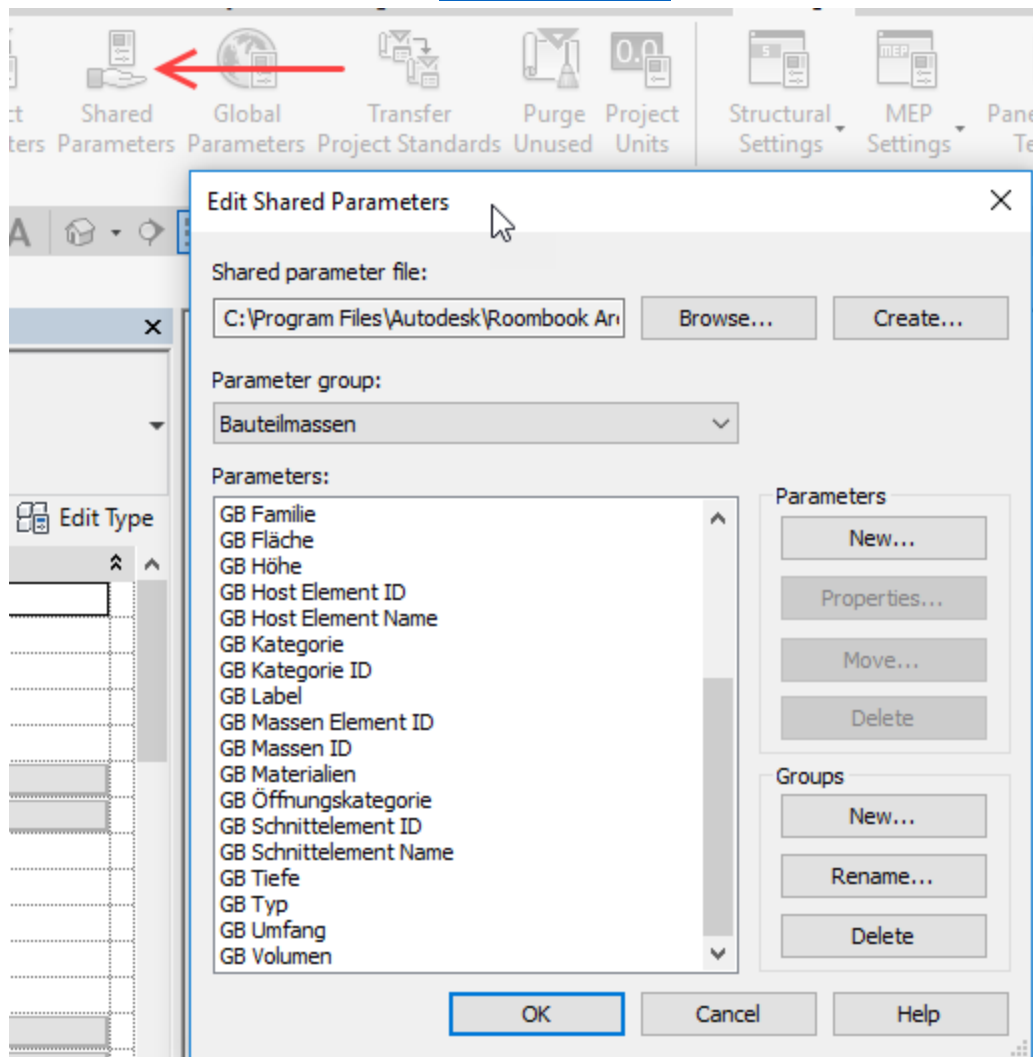 Shared Parameters
Global Parameters
Transfer Project Standards
Purge Unused
Project Units
Structural Settings
MEP Settings
Edit Shared Parameters
Shared parameter file:
C:\Program Files\Autodesk\Roombook Browse... Create...
Parameter group:
Bauteilmassen
Parameters:
GB Familie
GB Fläche
GB Höhe
GB Host Element ID
GB Host Element Name
GB Kategorie
GB Kategorie ID
GB Label
GB Massen Element ID
GB Massen ID
GB Materialien
GB Öffnungskategorie
GB Schnittelement ID
GB Schnittelement Name
GB Tiefe
GB Typ
GB Umfang
GB Volumen
Parameters
New...
Properties...
Move...
Delete
Groups
New...
Rename...
Delete
OK Cancel Help
Edit Type